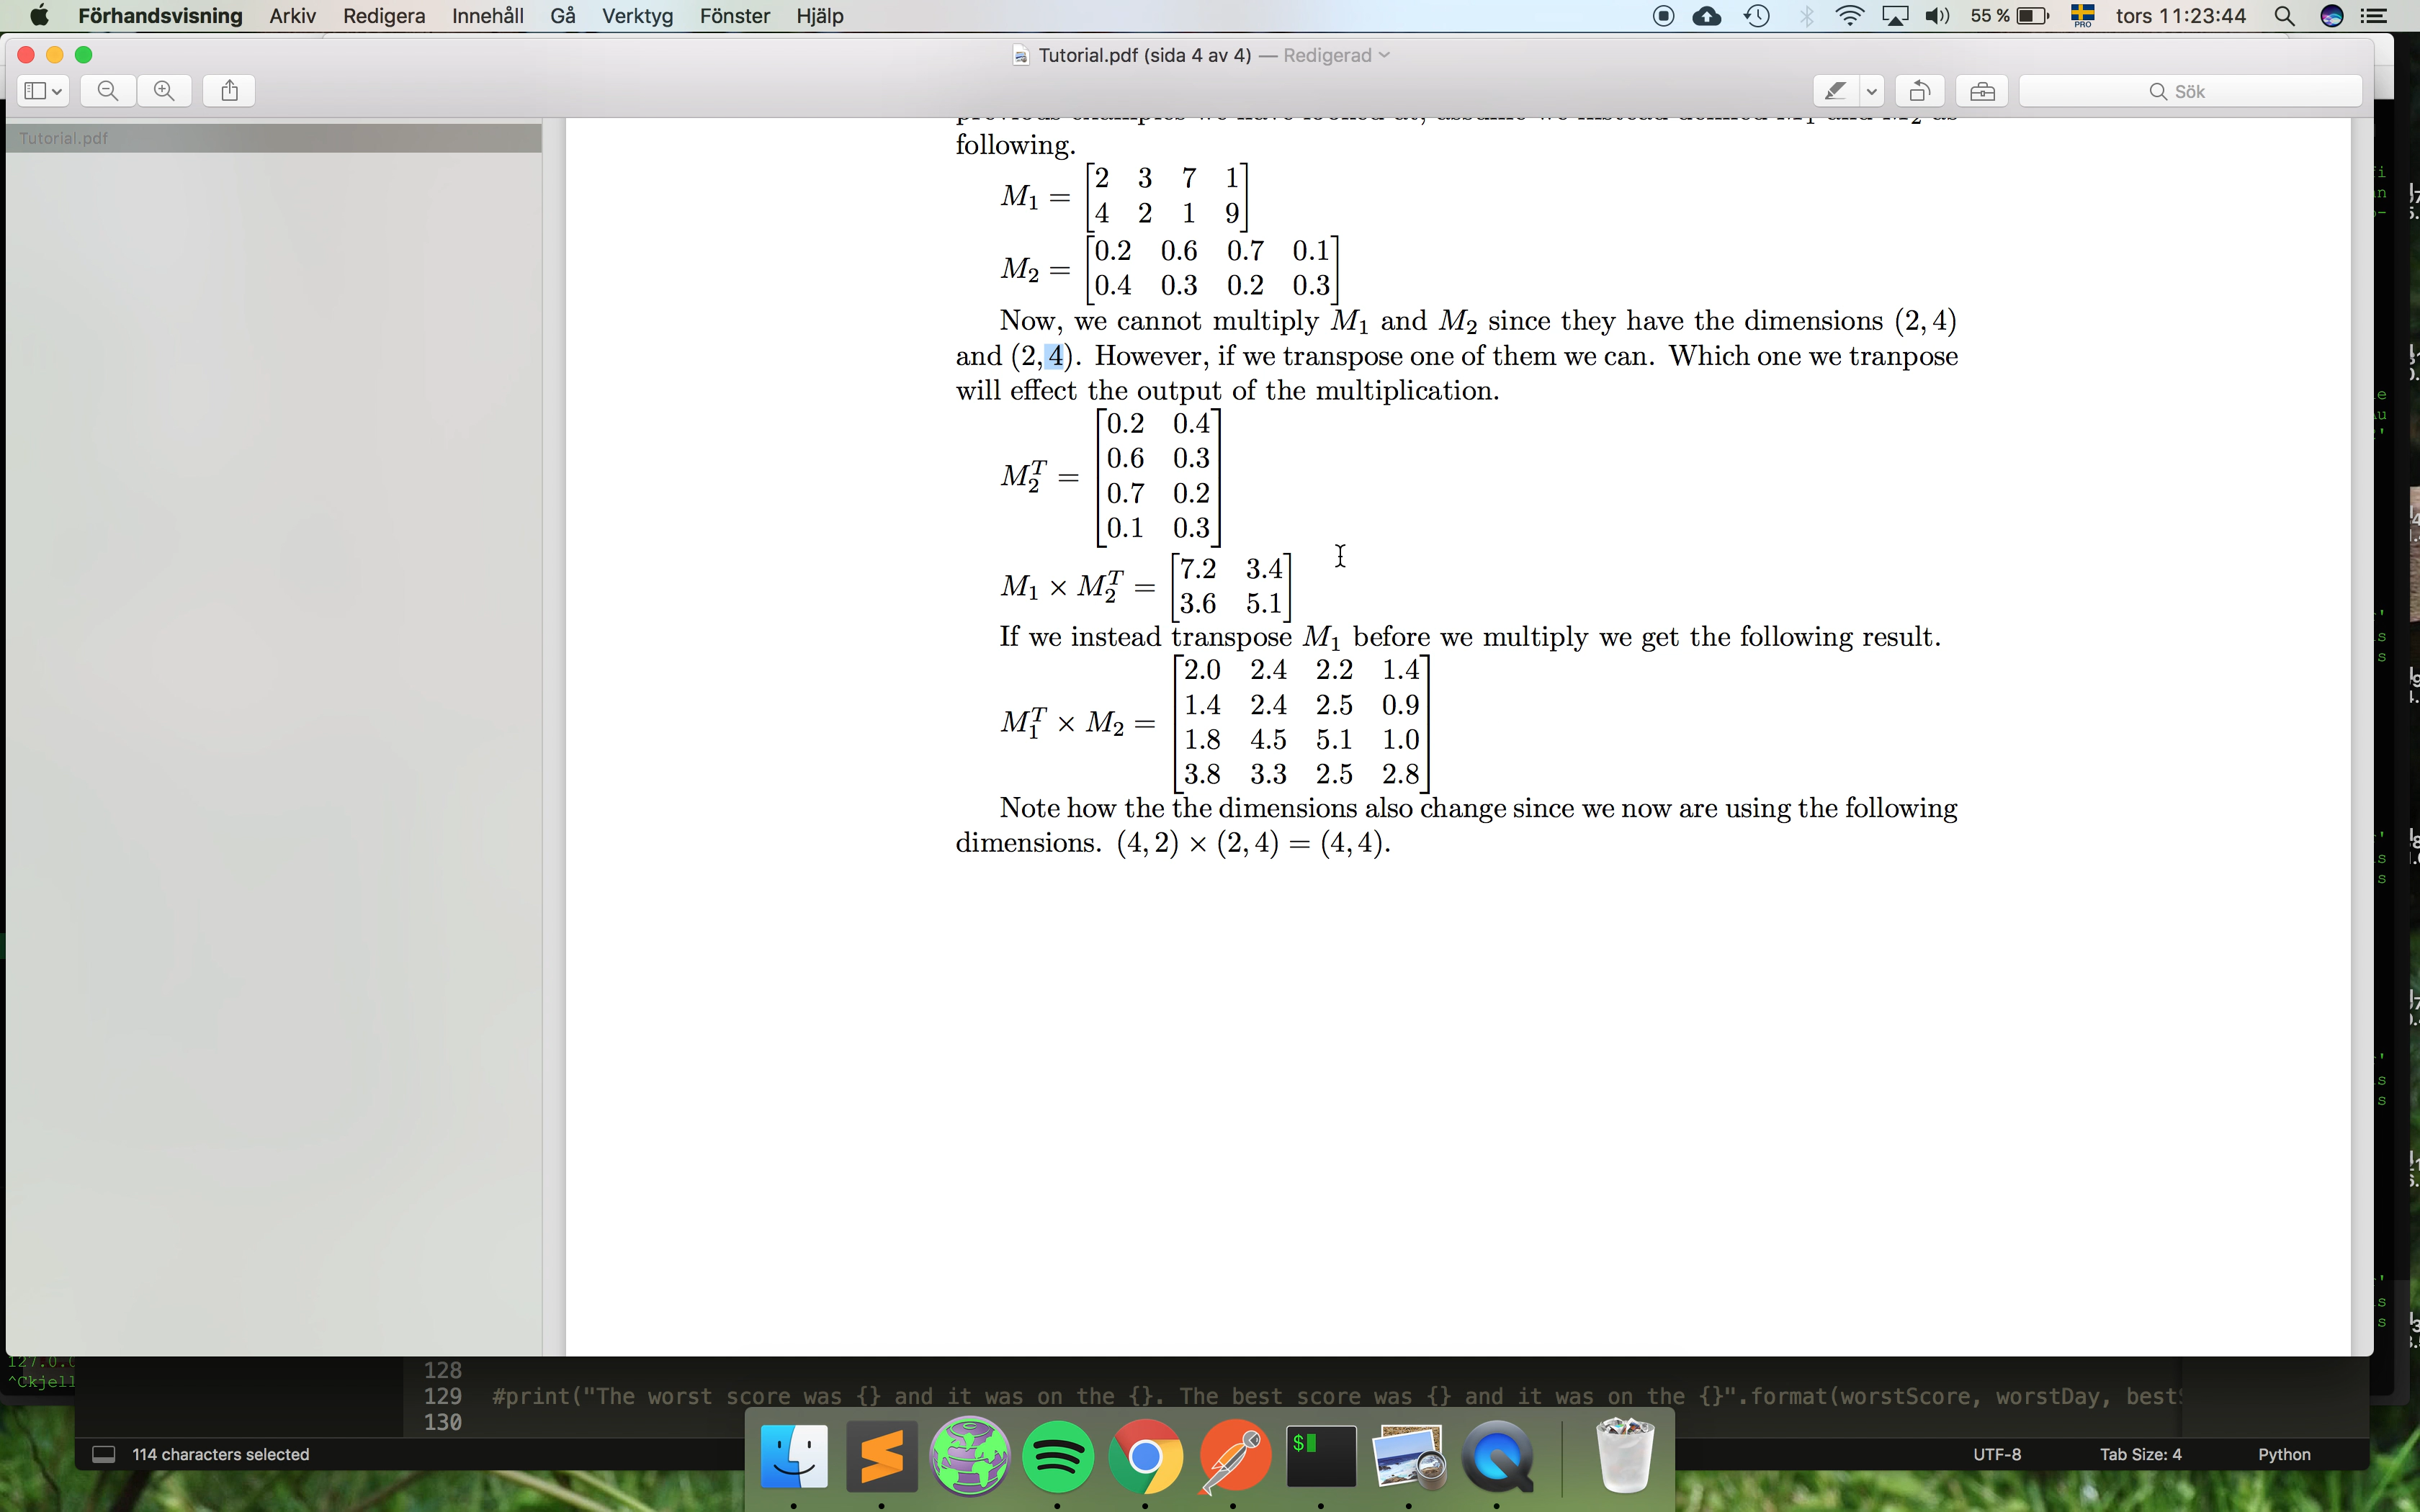 Förhandsvisning Arkiv Redigera Innehåll Gå Verktyg Fönster Hjälp 55 % PRO tors 11:23:44
Tutorial.pdf (sida 4 av 4) — Redigerad
Sök
Tutorial.pdf
following.
M₁ = [2 3 7 1
4 2 1 9]
M₂ = [0.2 0.6 0.7 0.1
0.4 0.3 0.2 0.3]
Now, we cannot multiply M₁ and M₂ since they have the dimensions (2, 4)
and (2, 4). However, if we transpose one of them we can. Which one we tranpose
will effect the output of the multiplication.
M₂ᵀ = [0.2 0.4
0.6 0.3
0.7 0.2
0.1 0.3]
M₁ × M₂ᵀ = [7.2 3.4
3.6 5.1]
If we instead transpose M₁ before we multiply we get the following result.
M₁ᵀ × M₂ = [2.0 2.4 2.2 1.4
1.4 2.4 2.5 0.9
1.8 4.5 5.1 1.0
3.8 3.3 2.5 2.8]
Note how the the dimensions also change since we now are using the following
dimensions. (4, 2) × (2, 4) = (4, 4).
^Ckjell
128
129 #print("The worst score was {} and it was on the {}. The best score was {} and it was on the {}".format(worstScore, worstDay, best
130
114 characters selected UTF-8 Tab Size: 4 Python